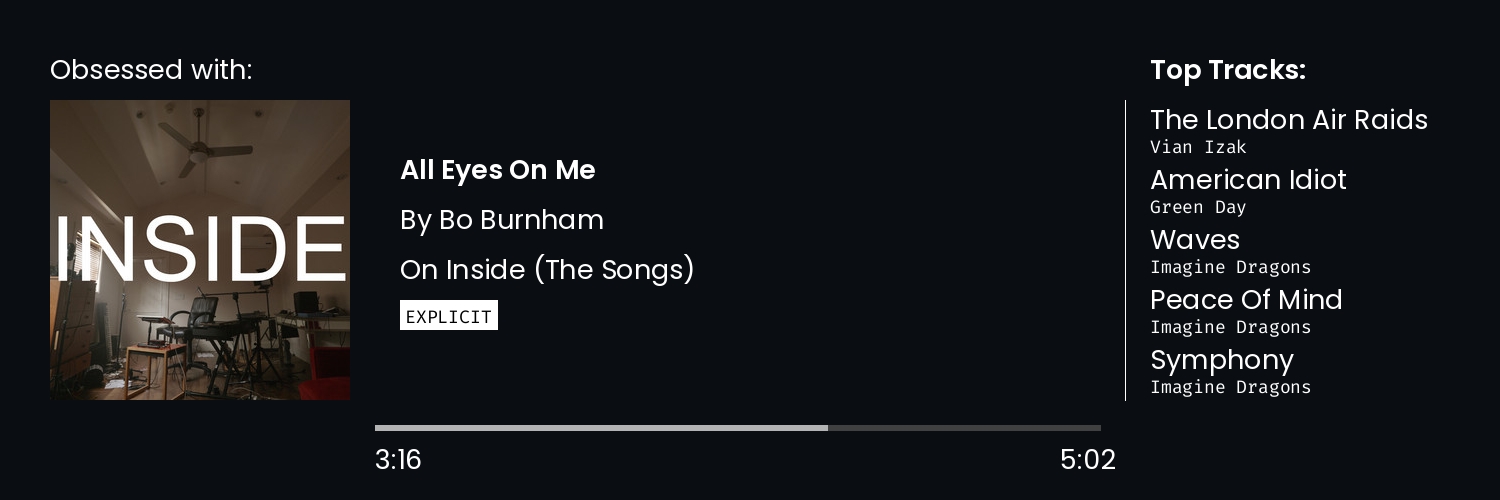 Obsessed with:
INSIDE
All Eyes On Me
By Bo Burnham
On Inside (The Songs)
EXPLICIT
3:16
5:02
Top Tracks:
The London Air Raids
Vian Izak
American Idiot
Green Day
Waves
Imagine Dragons
Peace Of Mind
Imagine Dragons
Symphony
Imagine Dragons